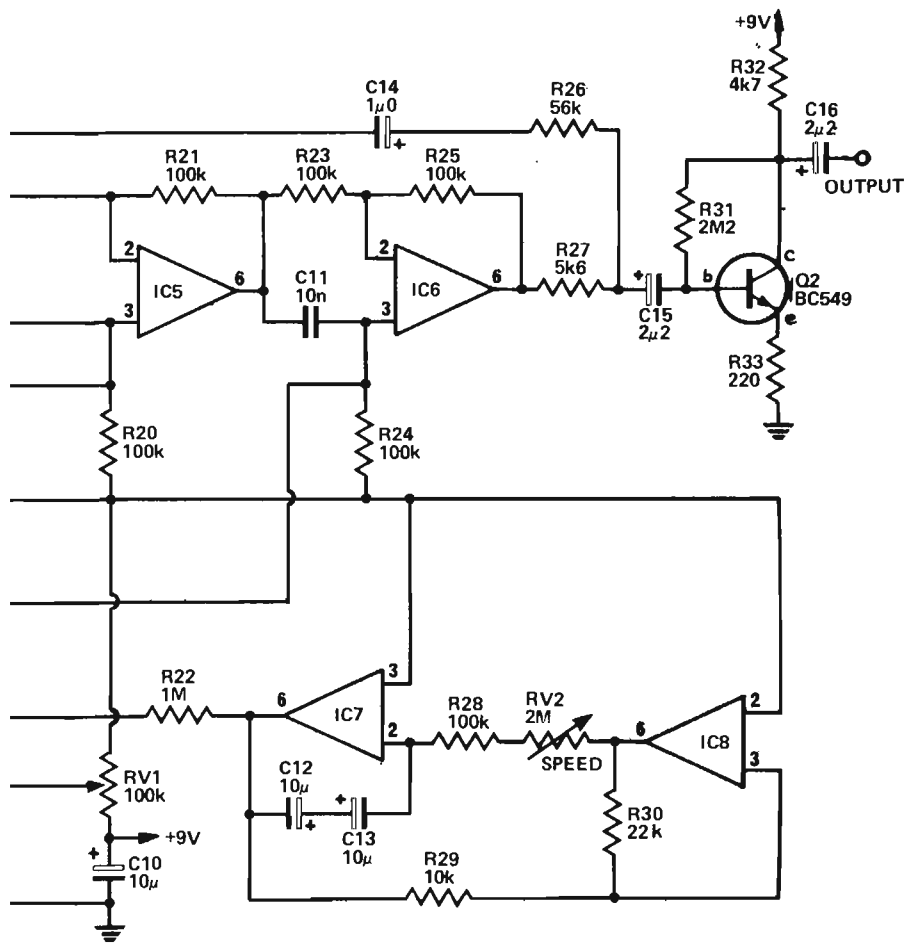 +9V
R32
4k7
C14
1μ0
R26
56k
C16
2μ2
+
+
OUTPUT
R21
100k
R23
100k
R25
100k
R31
2M2
2
6
IC5
3
C11
10n
2
6
IC6
3
R27
5k6
+
C15
2μ2
b
c
Q2
BC549
e
R33
220
R20
100k
R24
100k
R22
1M
6
IC7
3
2
R28
100k
RV2
2M
SPEED
6
IC8
2
3
RV1
100k
C12
10μ
+
+
C13
10μ
R30
22k
+9V
+
C10
10μ
R29
10k